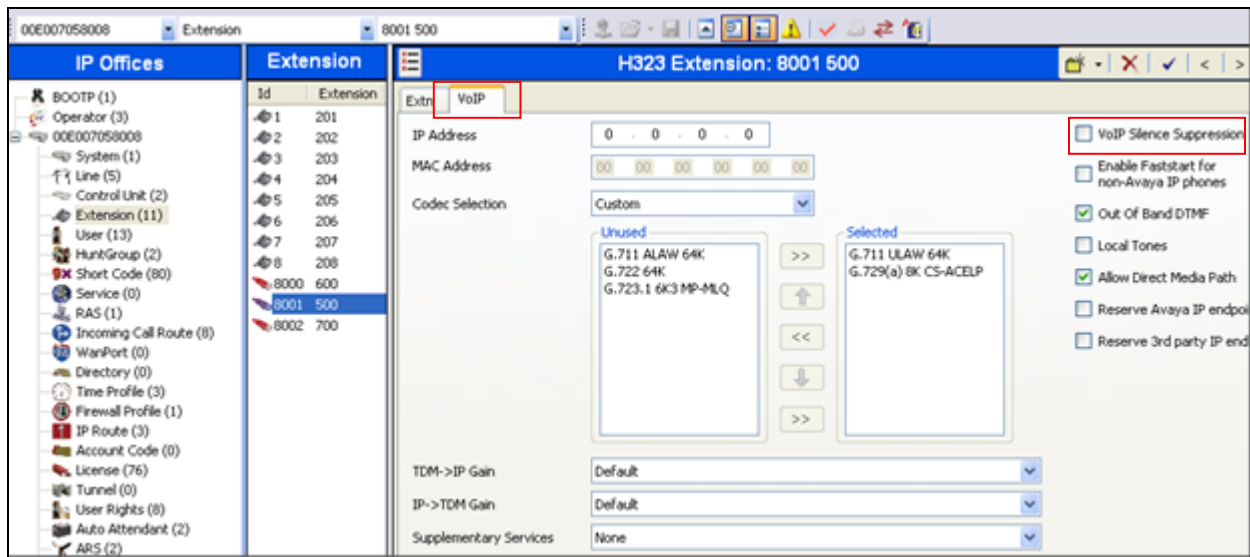 00E007058008 Extension 8001 500
IP Offices
BOOTP (1)
Operator (3)
00E007058008
System (1)
Line (5)
Control Unit (2)
Extension (11)
User (13)
HuntGroup (2)
Short Code (80)
Service (0)
RAS (1)
Incoming Call Route (8)
WanPort (0)
Directory (0)
Time Profile (3)
Firewall Profile (1)
IP Route (3)
Account Code (0)
License (76)
Tunnel (0)
User Rights (8)
Auto Attendant (2)
ARS (2)
Extension
Id Extension
1 201
2 202
3 203
4 204
5 205
6 206
7 207
8 208
8000 600
8001 500
8002 700
H323 Extension: 8001 500
Extn VoIP
IP Address 0 . 0 . 0 . 0
MAC Address 00 00 00 00 00 00
Codec Selection Custom
Unused
G.711 ALAW 64K
G.722 64K
G.723.1 6K3 MP-MLQ
>>
<<
>>
Selected
G.711 ULAW 64K
G.729(a) 8K CS-ACELP
TDM->IP Gain Default
IP->TDM Gain Default
Supplementary Services None
VoIP Silence Suppression
Enable Faststart for
non-Avaya IP phones
Out Of Band DTMF
Local Tones
Allow Direct Media Path
Reserve Avaya IP endpoi
Reserve 3rd party IP end